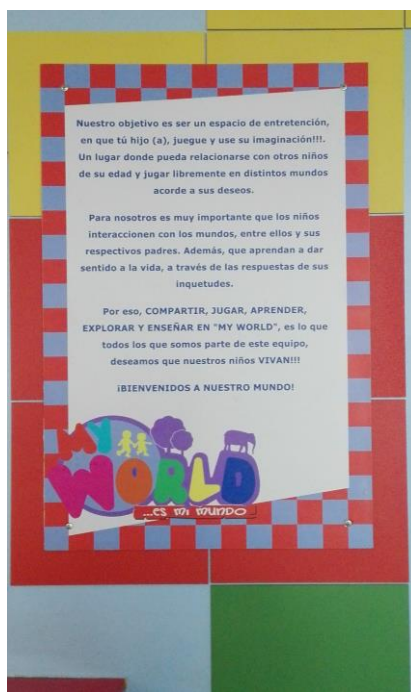 Nuestro objetivo es ser un espacio de entretención,
en que tú hijo (a), juegue y use su imaginación!!!.
Un lugar donde pueda relacionarse con otros niños
de su edad y jugar libremente en distintos mundos
acorde a sus deseos.
Para nosotros es muy importante que los niños
interaccionen con los mundos, entre ellos y sus
respectivos padres. Además, que aprendan a dar
sentido a la vida, a través de las respuestas de sus
inquetudes.
Por eso, COMPARTIR, JUGAR, APRENDER,
EXPLORAR Y ENSEÑAR EN "MY WORLD", es lo que
todos los que somos parte de este equipo,
deseamos que nuestros niños VIVAN!!!
¡BIENVENIDOS A NUESTRO MUNDO!
MY
WORLD
...es mi mundo